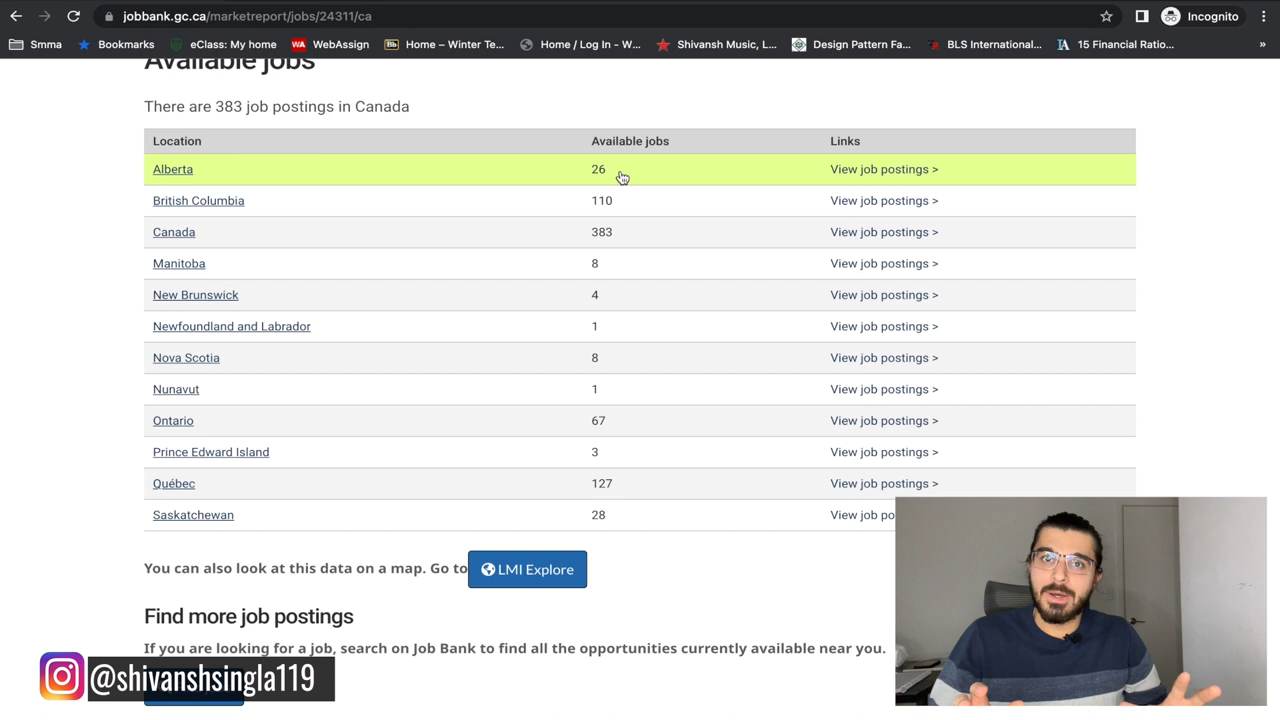 jobbank.gc.ca/marketreport/jobs/24311/ca
Incognito
Smma
Bookmarks
eClass: My home
WA WebAssign
Bb Home – Winter Te...
Home / Log In - W...
Shivansh Music, L...
Design Pattern Fa...
BLS International...
IA 15 Financial Ratio...
»
Available jobs
There are 383 job postings in Canada
Location Available jobs Links
Alberta 26 View job postings >
British Columbia 110 View job postings >
Canada 383 View job postings >
Manitoba 8 View job postings >
New Brunswick 4 View job postings >
Newfoundland and Labrador 1 View job postings >
Nova Scotia 8 View job postings >
Nunavut 1 View job postings >
Ontario 67 View job postings >
Prince Edward Island 3 View job postings >
Québec 127 View job postings >
Saskatchewan 28 View job po
You can also look at this data on a map. Go to LMI Explore
Find more job postings
If you are looking for a job, search on Job Bank to find all the opportunities currently available near you.
@shivanshsingla119